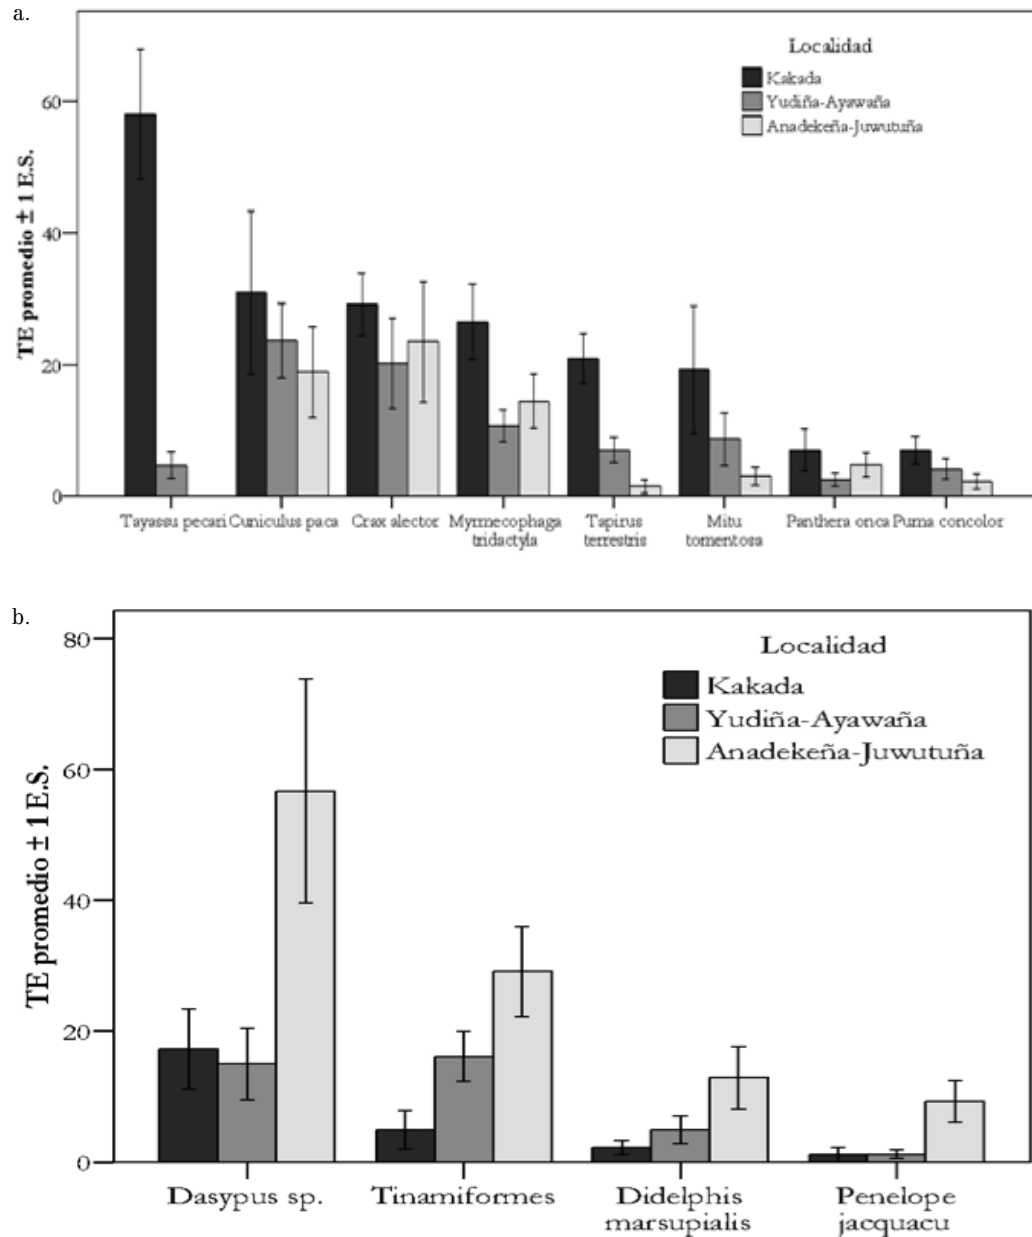 a.
Localidad
Kakada
Yudiña-Ayawaña
Anadekeña-Juwutuña
TE promedio ± 1 E.S.
60
40
20
0
Tayassu pecari Cuniculus paca Crax alector Myrmecophaga tridactyla Tapirus terrestris Mitu tomentosa Panthera onca Puma concolor
b.
Localidad
Kakada
Yudiña-Ayawaña
Anadekeña-Juwutuña
TE promedio ± 1 E.S.
80
60
40
20
0
Dasypus sp. Tinamiformes Didelphis marsupialis Penelope jacquacu